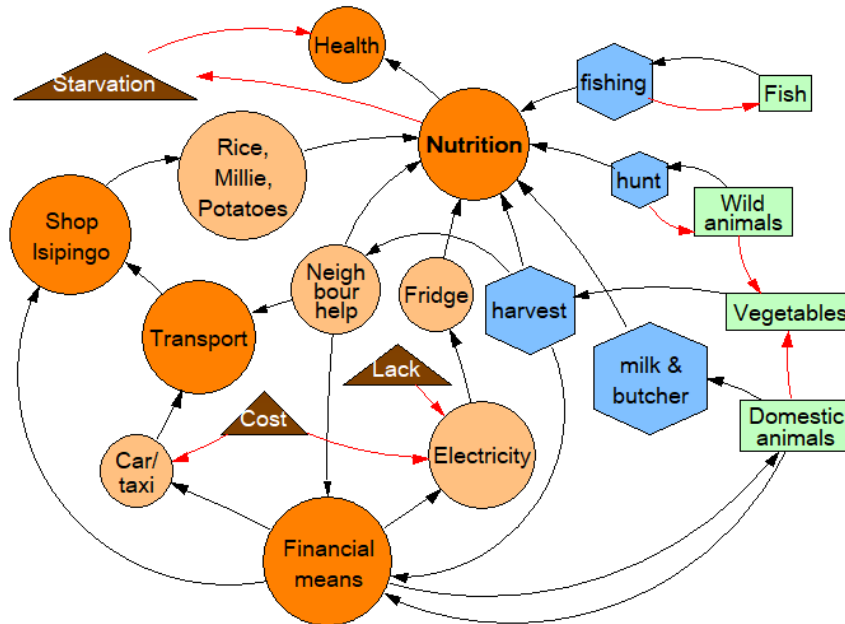 Health
Starvation
fishing
Fish
Nutrition
Rice,
Millie,
Potatoes
hunt
Wild
animals
Shop
Isipingo
Neigh
bour
help
Fridge
harvest
Vegetables
Transport
Lack
milk &
butcher
Cost
Domestic
animals
Car/
taxi
Electricity
Financial
means